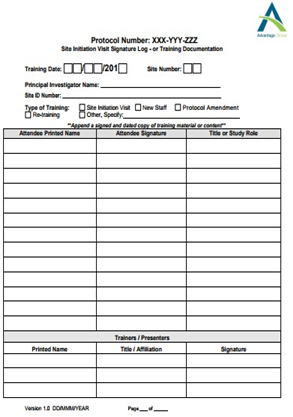 Advantage
Protocol Number: XXX-YYY-ZZZ
Site Initiation Visit Signature Log - or Training Documentation
Training Date: / /201 Site Number:
Principal Investigator Name:
Site ID Number:
Type of Training: Site Initiation Visit New Staff Protocol Amendment
Re-training Other, Specify:
**Append a signed and dated copy of training material or content**
Attendee Printed Name Attendee Signature Title or Study Role
Trainers / Presenters
Printed Name Title / Affiliation Signature
Version 1.0 DD/MMM/YEAR Page ___ of ___